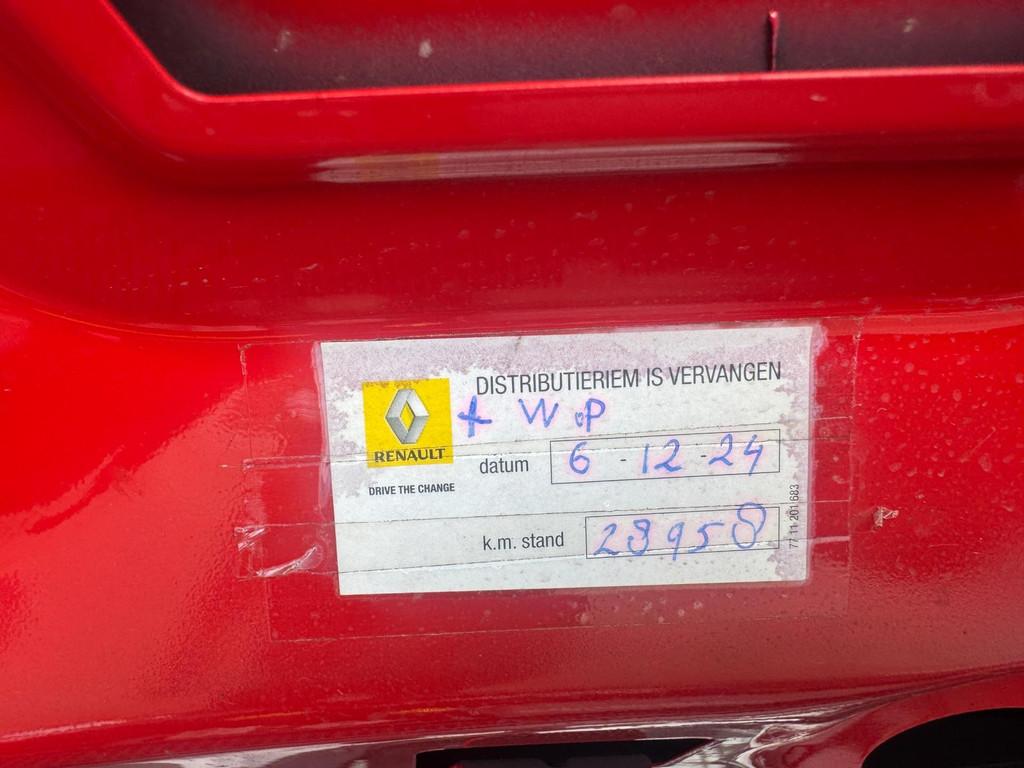 DISTRIBUTIERIEM IS VERVANGEN
+ W.P
RENAULT
DRIVE THE CHANGE
datum 6 - 12 - 24
k.m. stand 28958
77 11 201 683